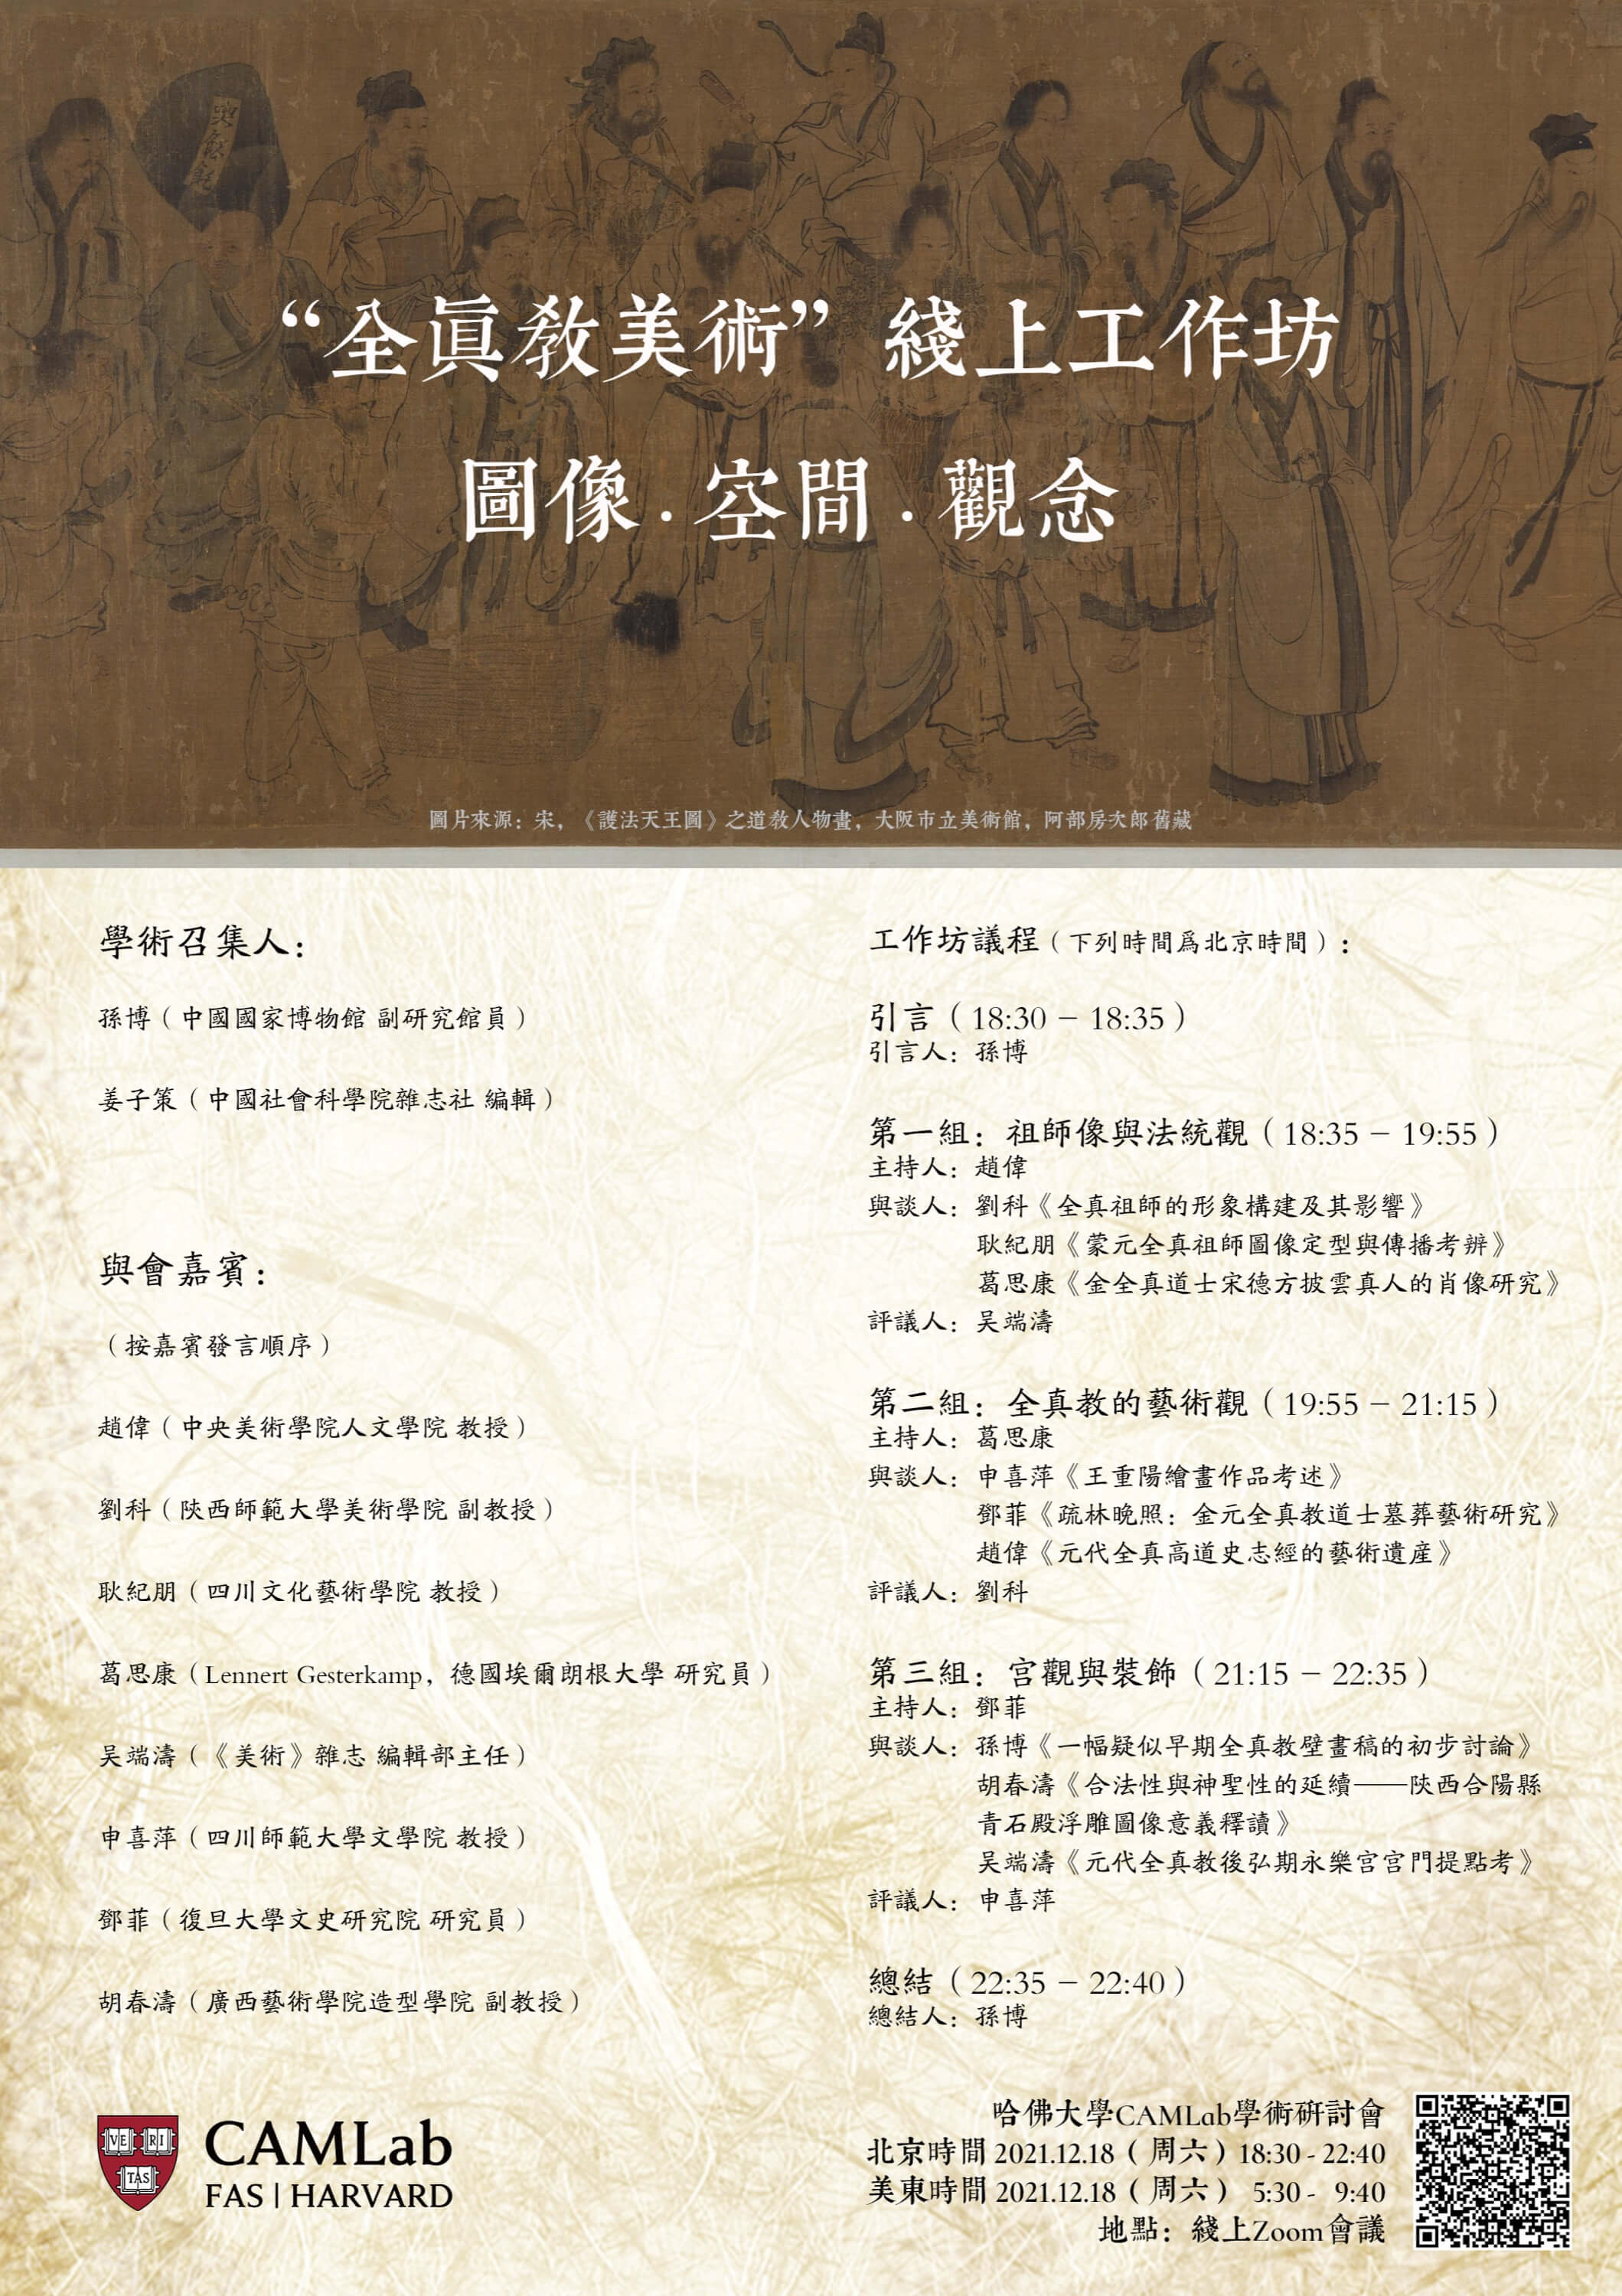 “全眞教美術” 綫上工作坊
圖像．空間．觀念
圖片來源：宋，《護法天王圖》之道教人物畫，大阪市立美術館，阿部房次郎舊藏
學術召集人：
孫博（中國國家博物館 副研究館員）
姜子策（中國社會科學院雜志社 編輯）
與會嘉賓：
（按嘉賓發言順序）
趙偉（中央美術學院人文學院 教授）
劉科（陝西師範大學美術學院 副教授）
耿紀朋（四川文化藝術學院 教授）
葛思康（Lennert Gesterkamp，德國埃爾朗根大學 研究員）
吴端濤（《美術》雜志 編輯部主任）
申喜萍（四川師範大學文學院 教授）
鄧菲（復旦大學文史研究院 研究員）
胡春濤（廣西藝術學院造型學院 副教授）
工作坊議程（下列時間爲北京時間）：
引言（18:30 – 18:35）
引言人：孫博
第一組：祖師像與法統觀（18:35 – 19:55）
主持人：趙偉
與談人：劉科《全真祖師的形象構建及其影響》
耿紀朋《蒙元全真祖師圖像定型與傳播考辨》
葛思康《金全真道士宋德方披雲真人的肖像研究》
評議人：吴端濤
第二組：全真教的藝術觀（19:55 – 21:15）
主持人：葛思康
與談人：申喜萍《王重陽繪畫作品考述》
鄧菲《疏林晚照：金元全真教道士墓葬藝術研究》
趙偉《元代全真高道史志經的藝術遺産》
評議人：劉科
第三組：宫觀與裝飾（21:15 – 22:35）
主持人：鄧菲
與談人：孫博《一幅疑似早期全真教壁畫稿的初步討論》
胡春濤《合法性與神聖性的延續——陝西合陽縣
青石殿浮雕圖像意義釋讀》
吴端濤《元代全真教後弘期永樂宫宫門提點考》
評議人：申喜萍
總結（22:35 – 22:40）
總結人：孫博
VE RI
TAS
CAMLab
FAS | HARVARD
哈佛大學CAMLab學術研討會
北京時間 2021.12.18（周六）18:30 - 22:40
美東時間 2021.12.18（周六） 5:30 - 9:40
地點：綫上Zoom會議